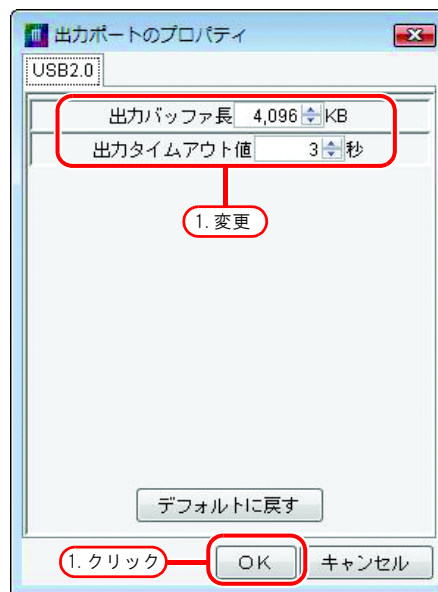 出力ポートのプロパティ
USB2.0
出力バッファ長 4,096 KB
出力タイムアウト値 3 秒
1. 変更
デフォルトに戻す
1. クリック
OK キャンセル